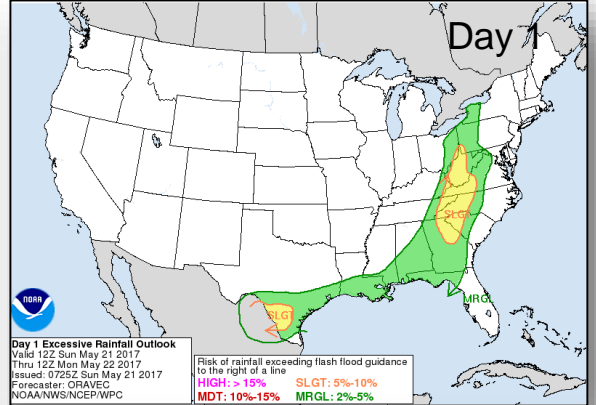 Day 1
SLGT
MRGL
SLGT
NOAA
Day 1 Excessive Rainfall Outlook
Valid 12Z Sun May 21 2017
Thru 12Z Mon May 22 2017
Issued: 0725Z Sun May 21 2017
Forecaster: ORAVEC
NOAA/NWS/NCEP/WPC
Risk of rainfall exceeding flash flood guidance
to the right of a line
HIGH: > 15% SLGT: 5%-10%
MDT: 10%-15% MRGL: 2%-5%